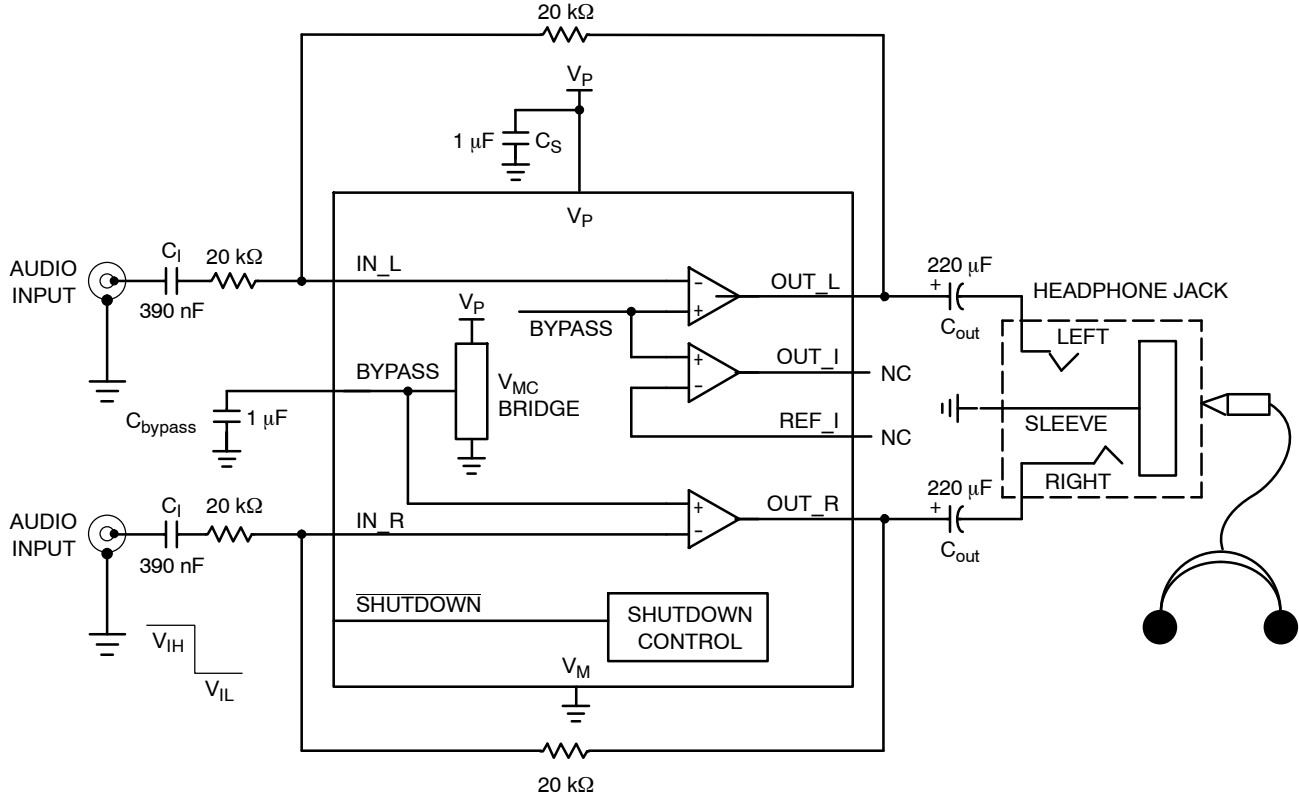 20 kΩ
V_P
1 μF C_S
V_P
AUDIO
INPUT
C_I
20 kΩ
390 nF
IN_L
OUT_L
220 μF
+
C_out
HEADPHONE JACK
LEFT
V_P
BYPASS
BYPASS
V_MC
BRIDGE
OUT_I
NC
C_bypass
1 μF
REF_I
NC
SLEEVE
RIGHT
AUDIO
INPUT
C_I
20 kΩ
390 nF
IN_R
OUT_R
220 μF
+
C_out
−
+
+
−
+
−
SHUTDOWN
SHUTDOWN
CONTROL
V_IH
V_IL
V_M
20 kΩ